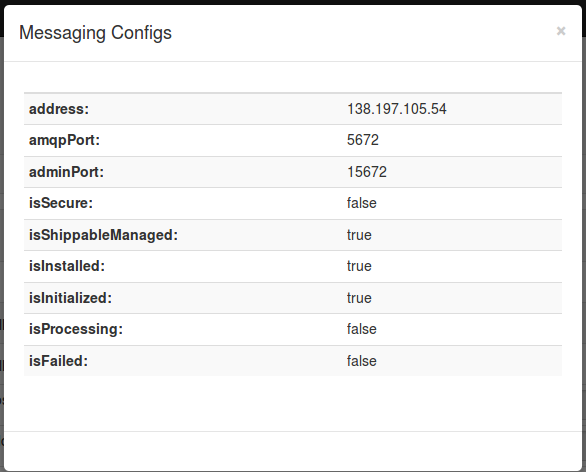 Messaging Configs ×
address: 138.197.105.54
amqpPort: 5672
adminPort: 15672
isSecure: false
isShippableManaged: true
isInstalled: true
isInitialized: true
isProcessing: false
isFailed: false